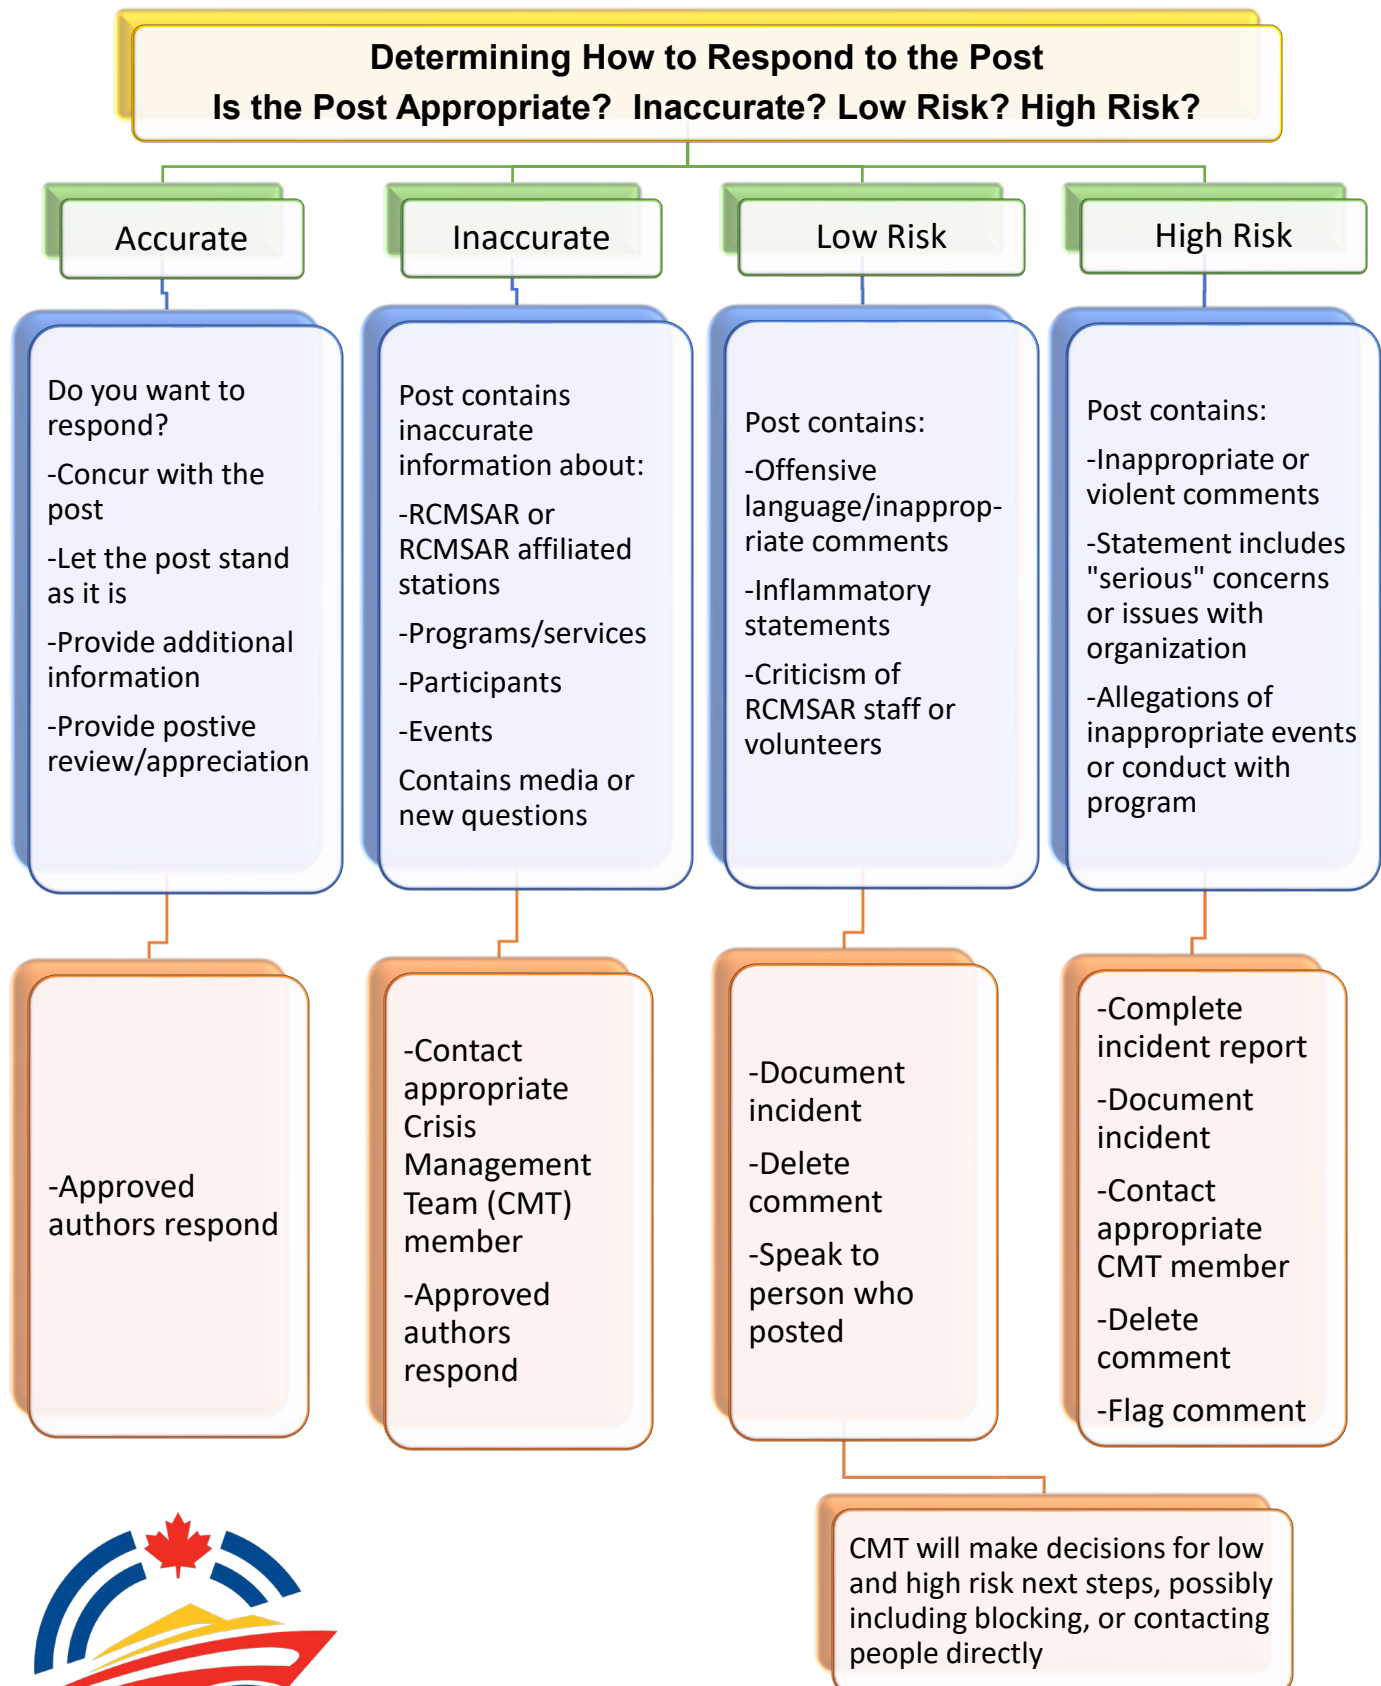 Determining How to Respond to the Post
Is the Post Appropriate?  Inaccurate? Low Risk? High Risk?
Accurate
Do you want to
respond?
-Concur with the
post
-Let the post stand
as it is
-Provide additional
information
-Provide postive
review/appreciation
-Approved
authors respond
Inaccurate
Post contains
inaccurate
information about:
-RCMSAR or
RCMSAR affiliated
stations
-Programs/services
-Participants
-Events
Contains media or
new questions
-Contact
appropriate
Crisis
Management
Team (CMT)
member
-Approved
authors
respond
Low Risk
Post contains:
-Offensive
language/inapprop-
riate comments
-Inflammatory
statements
-Criticism of
RCMSAR staff or
volunteers
-Document
incident
-Delete
comment
-Speak to
person who
posted
High Risk
Post contains:
-Inappropriate or
violent comments
-Statement includes
"serious" concerns
or issues with
organization
-Allegations of
inappropriate events
or conduct with
program
-Complete
incident report
-Document
incident
-Contact
appropriate
CMT member
-Delete
comment
-Flag comment
CMT will make decisions for low
and high risk next steps, possibly
including blocking, or contacting
people directly